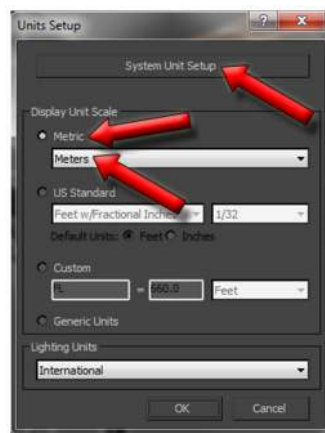 Units Setup
System Unit Setup
Display Unit Scale
Metric
Meters
US Standard
Feet w/Fractional Inches 1/32
Default Units: Feet Inches
Custom
FL = 660.0 Feet
Generic Units
Lighting Units
International
OK Cancel